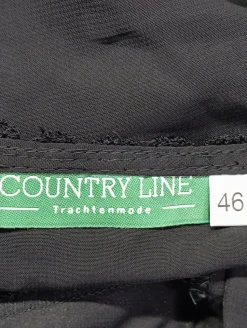 COUNTRY LINE
Trachtenmode
46